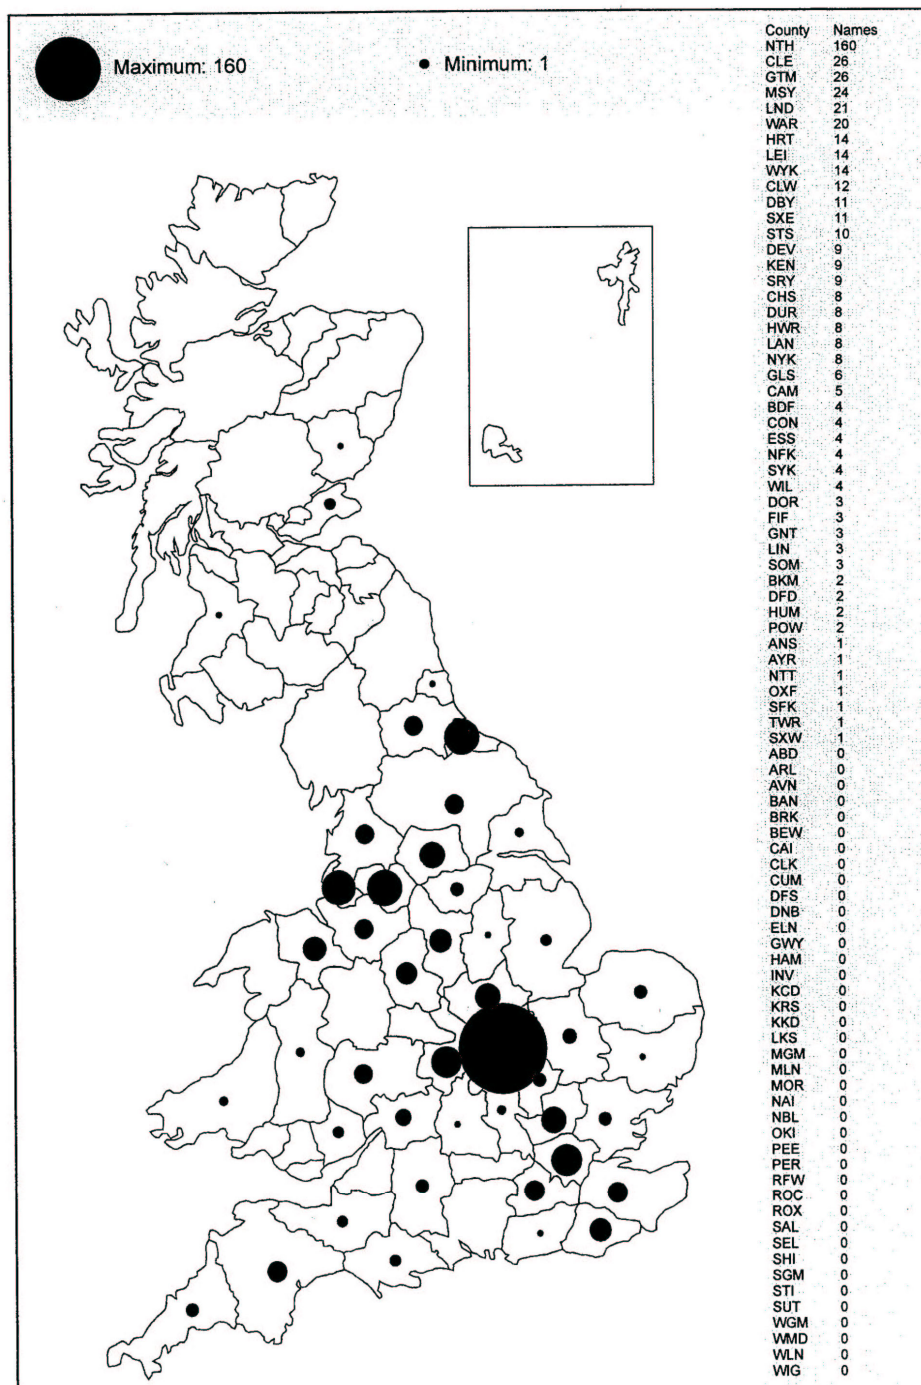 Maximum: 160
Minimum: 1
County Names
NTH 160
CLE 26
GTM 26
MSY 24
LND 21
WAR 20
HRT 14
LEI 14
WYK 14
CLW 12
DBY 11
SXE 11
STS 10
DEV 9
KEN 9
SRY 9
CHS 8
DUR 8
HWR 8
LAN 8
NYK 8
GLS 6
CAM 5
BDF 4
CON 4
ESS 4
NFK 4
SYK 4
WIL 4
DOR 3
FIF 3
GNT 3
LIN 3
SOM 3
BKM 2
DFD 2
HUM 2
POW 2
ANS 1
AYR 1
NTT 1
OXF 1
SFK 1
TWR 1
SXW 1
ABD 0
ARL 0
AVN 0
BAN 0
BRK 0
BEW 0
CAI 0
CLK 0
CUM 0
DFS 0
DNB 0
ELN 0
GWY 0
HAM 0
INV 0
KCD 0
KRS 0
KKD 0
LKS 0
MGM 0
MLN 0
MOR 0
NAI 0
NBL 0
OKI 0
PEE 0
PER 0
RFW 0
ROC 0
ROX 0
SAL 0
SEL 0
SHI 0
SGM 0
STI 0
SUT 0
WGM 0
WMD 0
WLN 0
WIG 0